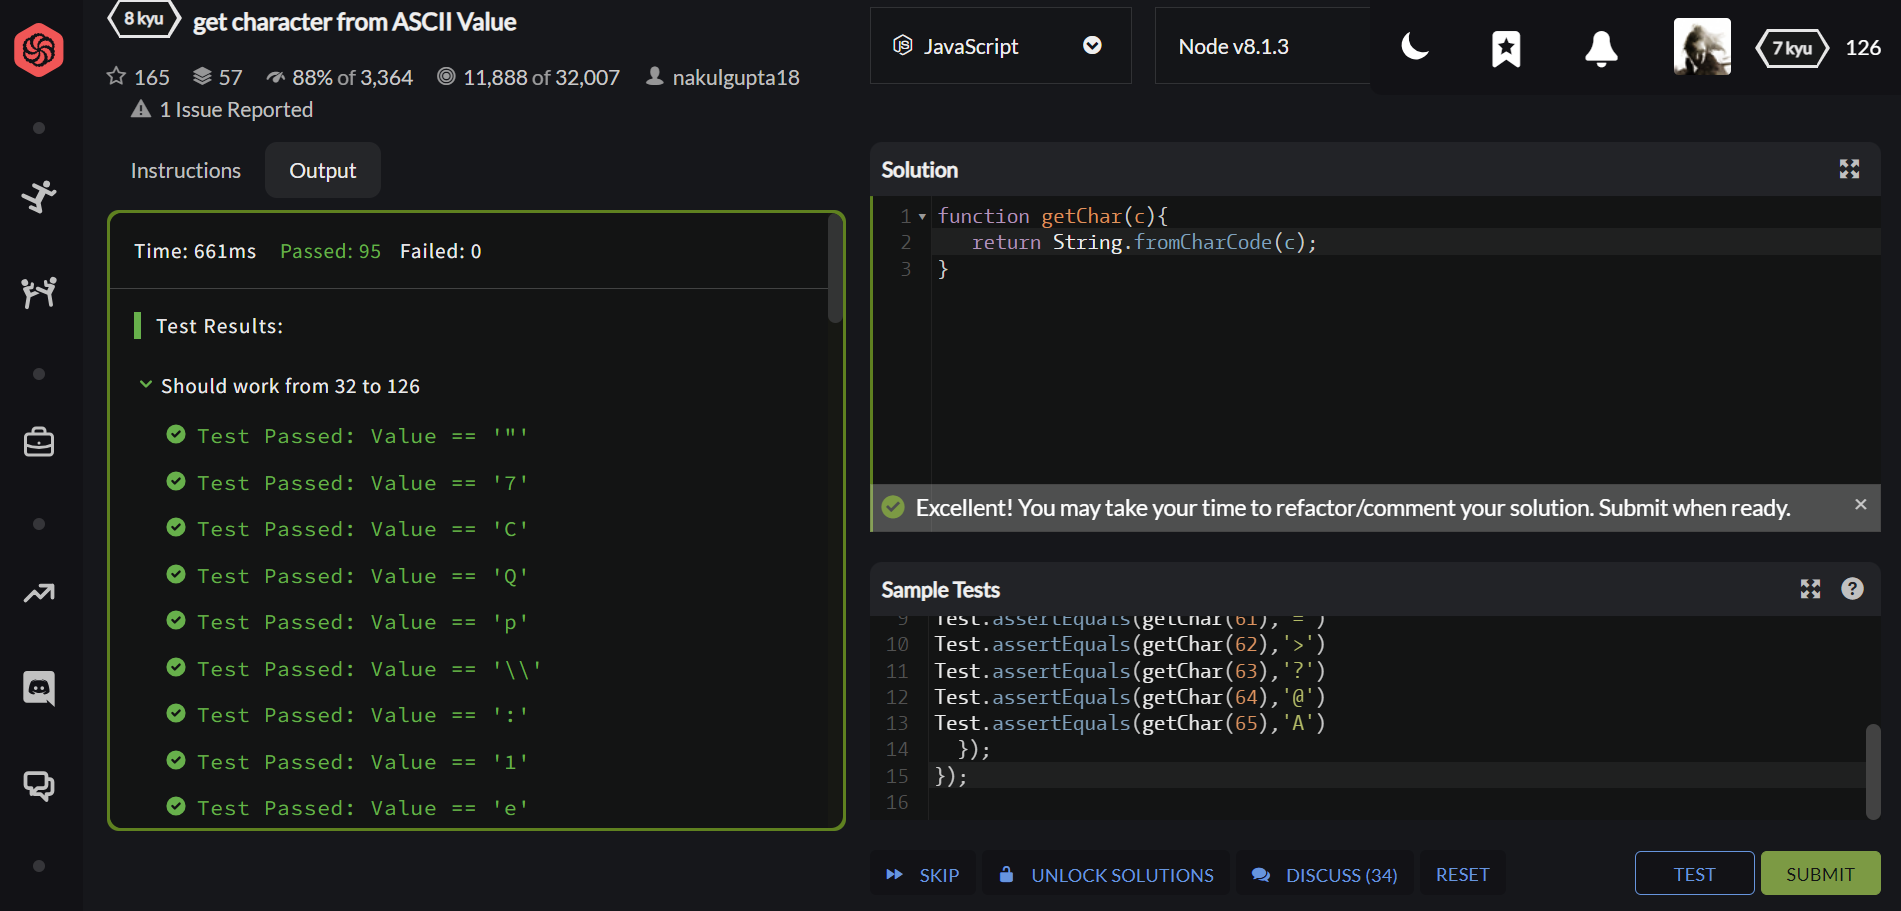 8 kyu get character from ASCII Value
165 57 88% of 3,364 11,888 of 32,007 nakulgupta18
1 Issue Reported
JavaScript
Node v8.1.3
7 kyu 126
Instructions Output
Time: 661ms Passed: 95 Failed: 0
Test Results:
Should work from 32 to 126
Test Passed: Value == '"'
Test Passed: Value == '7'
Test Passed: Value == 'C'
Test Passed: Value == 'Q'
Test Passed: Value == 'p'
Test Passed: Value == '\\'
Test Passed: Value == ':'
Test Passed: Value == '1'
Test Passed: Value == 'e'
Solution
1 function getChar(c){
2 return String.fromCharCode(c);
3 }
Excellent! You may take your time to refactor/comment your solution. Submit when ready.
Sample Tests
9 Test.assertEquals(getChar(61),'=')
10 Test.assertEquals(getChar(62),'>')
11 Test.assertEquals(getChar(63),'?')
12 Test.assertEquals(getChar(64),'@')
13 Test.assertEquals(getChar(65),'A')
14 });
15 });
16
SKIP UNLOCK SOLUTIONS DISCUSS (34) RESET TEST SUBMIT